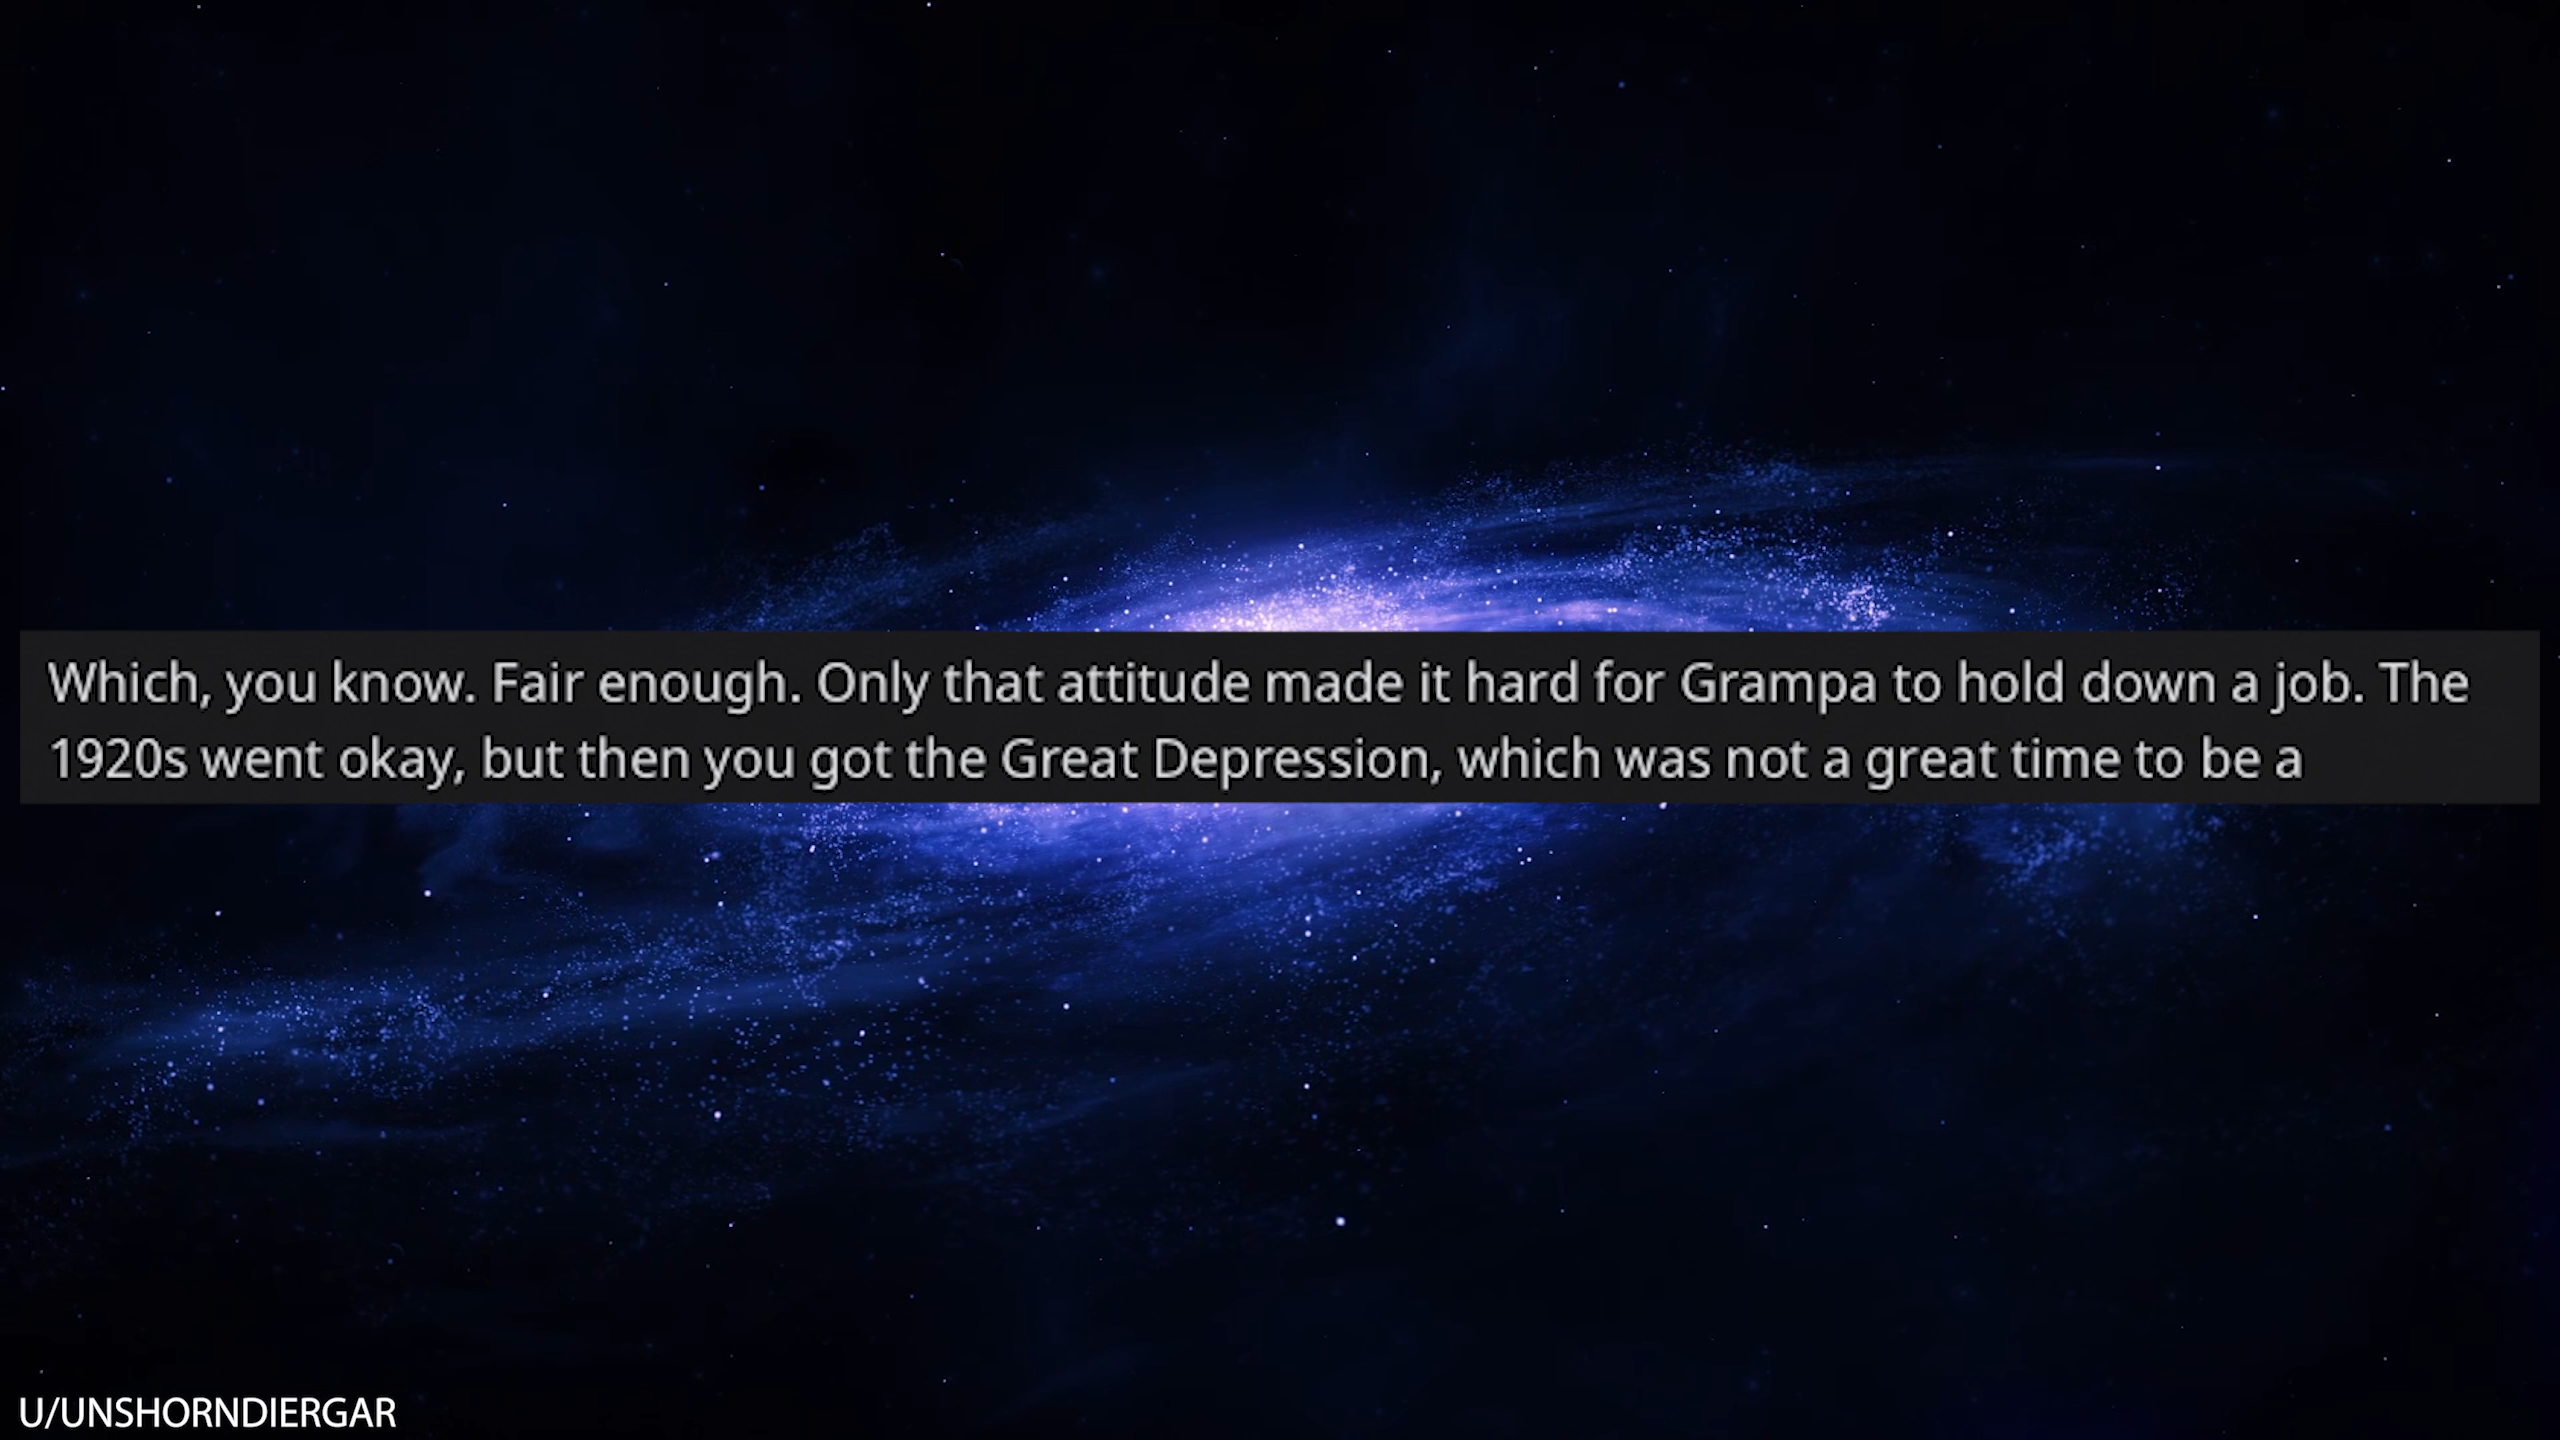 Which, you know. Fair enough. Only that attitude made it hard for Grampa to hold down a job. The
1920s went okay, but then you got the Great Depression, which was not a great time to be a
U/UNSHORNDIERGAR